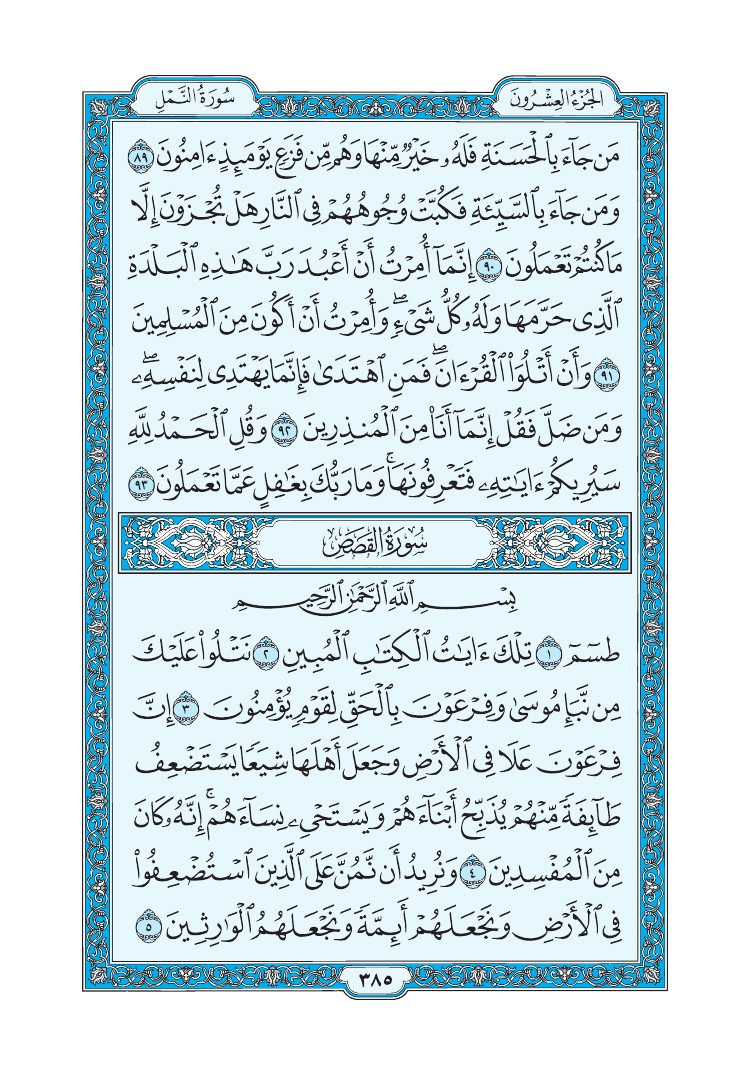 الجُزْءُ العِشْرُونَ
سُورَةُ النَّمْلِ
مَن جَآءَ بِٱلْحَسَنَةِ فَلَهُۥ خَيْرٌ مِّنْهَا وَهُم مِّن فَزَعٍ يَوْمَئِذٍ ءَامِنُونَ ٨٩
وَمَن جَآءَ بِٱلسَّيِّئَةِ فَكُبَّتْ وُجُوهُهُمْ فِى ٱلنَّارِ هَلْ تُجْزَوْنَ إِلَّا
مَا كُنتُمْ تَعْمَلُونَ ٩٠ إِنَّمَآ أُمِرْتُ أَنْ أَعْبُدَ رَبَّ هَٰذِهِ ٱلْبَلْدَةِ
ٱلَّذِى حَرَّمَهَا وَلَهُۥ كُلُّ شَىْءٍ ۖ وَأُمِرْتُ أَنْ أَكُونَ مِنَ ٱلْمُسْلِمِينَ
٩١ وَأَنْ أَتْلُوَا۟ ٱلْقُرْءَانَ ۖ فَمَنِ ٱهْتَدَىٰ فَإِنَّمَا يَهْتَدِى لِنَفْسِهِۦ ۖ
وَمَن ضَلَّ فَقُلْ إِنَّمَآ أَنَا۠ مِنَ ٱلْمُنذِرِينَ ٩٢ وَقُلِ ٱلْحَمْدُ لِلَّهِ
سَيُرِيكُمْ ءَايَٰتِهِۦ فَتَعْرِفُونَهَا ۚ وَمَا رَبُّكَ بِغَٰفِلٍ عَمَّا تَعْمَلُونَ ٩٣
سُورَةُ القَصَصِ
بِسْمِ ٱللَّهِ ٱلرَّحْمَٰنِ ٱلرَّحِيمِ
طسٓمٓ ١ تِلْكَ ءَايَٰتُ ٱلْكِتَٰبِ ٱلْمُبِينِ ٢ نَتْلُوا۟ عَلَيْكَ
مِن نَّبَإِ مُوسَىٰ وَفِرْعَوْنَ بِٱلْحَقِّ لِقَوْمٍ يُؤْمِنُونَ ٣ إِنَّ
فِرْعَوْنَ عَلَا فِى ٱلْأَرْضِ وَجَعَلَ أَهْلَهَا شِيَعًا يَسْتَضْعِفُ
طَآئِفَةً مِّنْهُمْ يُذَبِّحُ أَبْنَآءَهُمْ وَيَسْتَحْىِۦ نِسَآءَهُمْ ۚ إِنَّهُۥ كَانَ
مِنَ ٱلْمُفْسِدِينَ ٤ وَنُرِيدُ أَن نَّمُنَّ عَلَى ٱلَّذِينَ ٱسْتُضْعِفُوا۟
فِى ٱلْأَرْضِ وَنَجْعَلَهُمْ أَئِمَّةً وَنَجْعَلَهُمُ ٱلْوَٰرِثِينَ ٥
٣٨٥